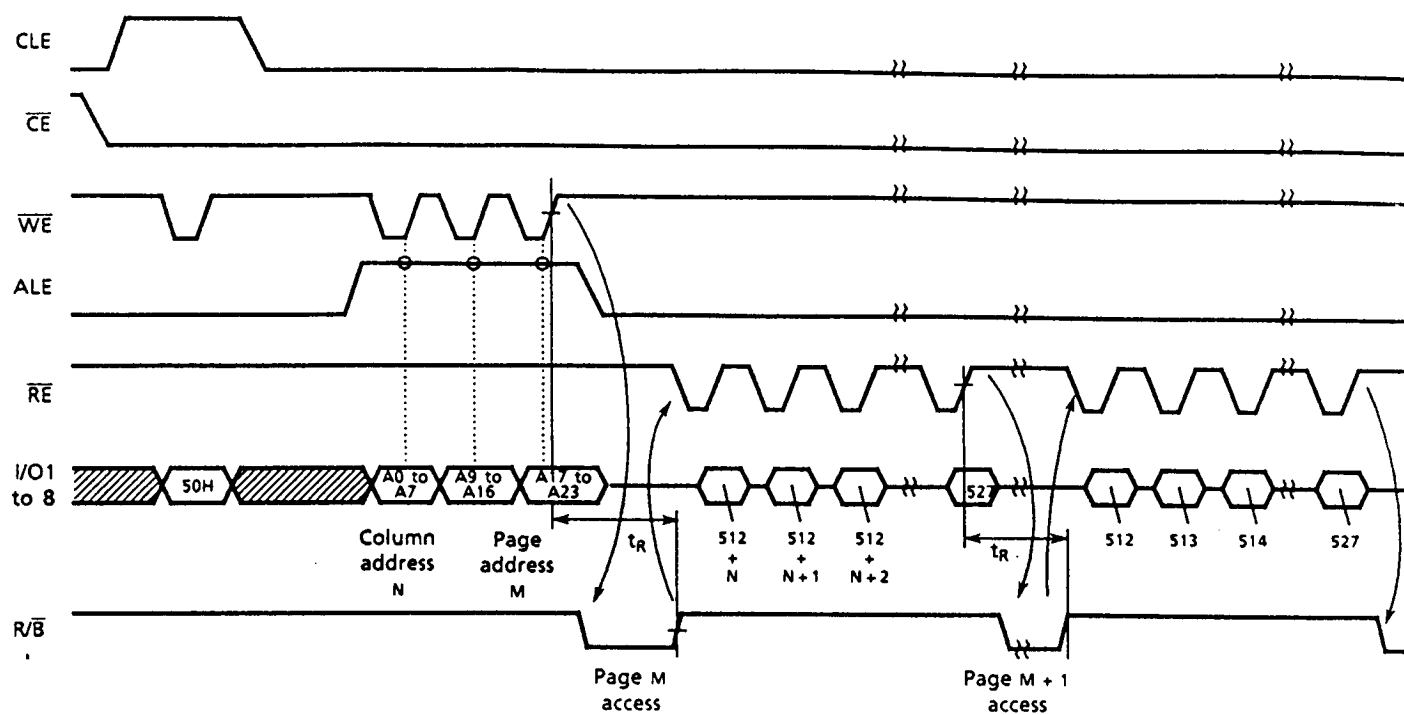 CLE
CE
WE
ALE
RE
I/O1
to 8
50H
A0 to
A7
A9 to
A16
A17 to
A23
527
Column
address
N
Page
address
M
tR
512
+
N
512
+
N + 1
512
+
N + 2
tR
512
513
514
527
R/B
Page M
access
Page M + 1
access